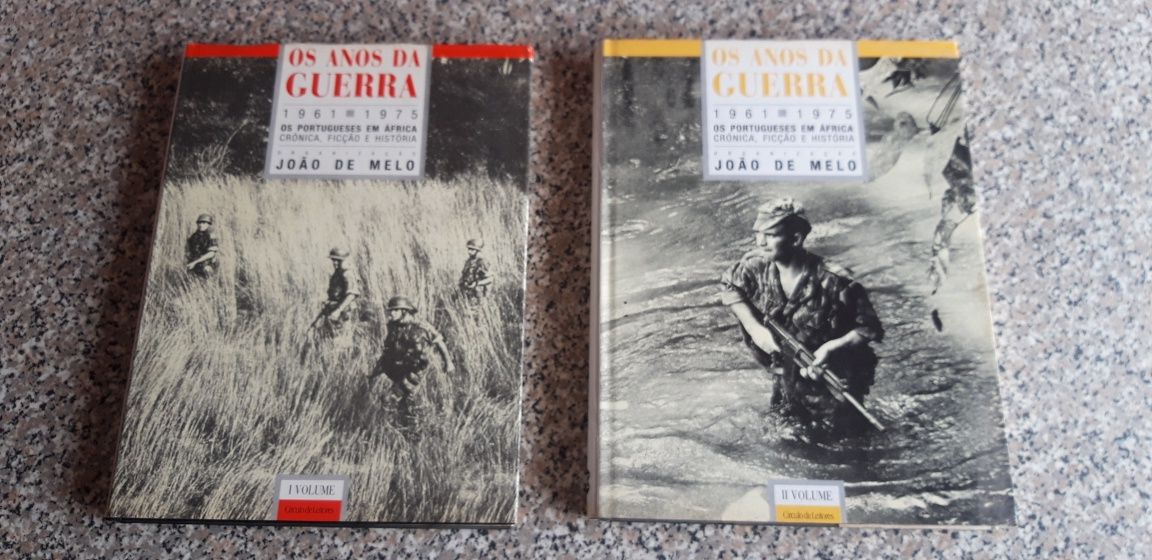 OS ANOS DA
GUERRA
1961 1975
OS PORTUGUESES EM ÁFRICA
CRÓNICA, FICÇÃO E HISTÓRIA
ORGANIZAÇÃO
JOÃO DE MELO
I VOLUME
Círculo de Leitores
OS ANOS DA
GUERRA
1961 1975
OS PORTUGUESES EM ÁFRICA
CRÓNICA, FICÇÃO E HISTÓRIA
ORGANIZAÇÃO
JOÃO DE MELO
II VOLUME
Círculo de Leitores